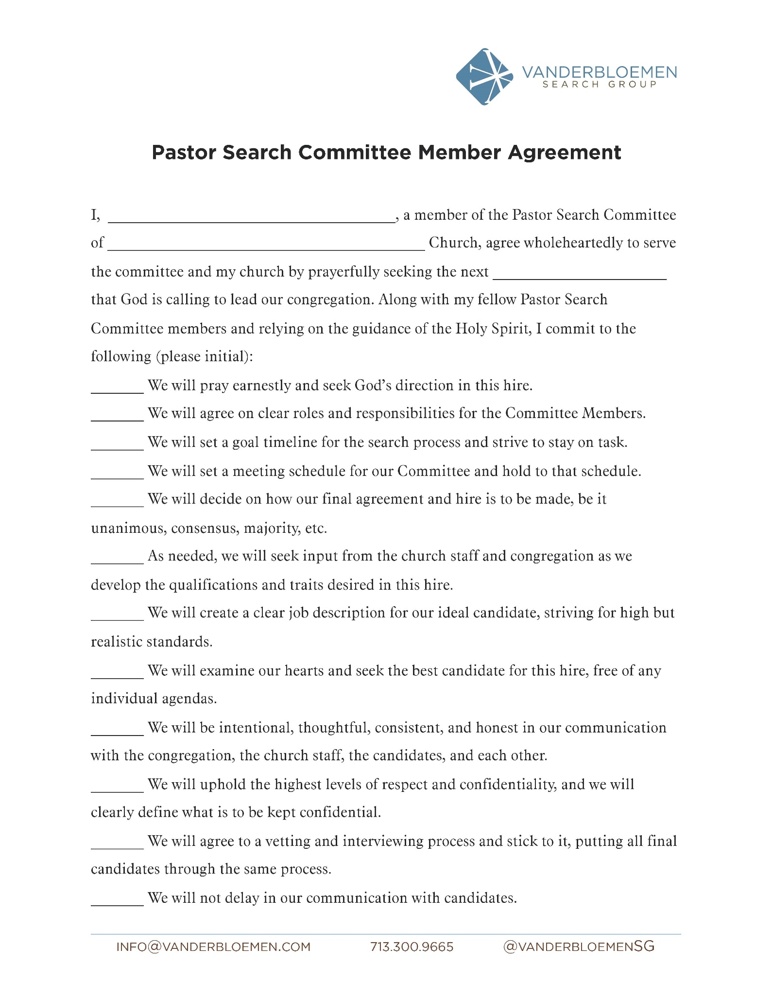 VANDERBLOEMEN
SEARCH GROUP
Pastor Search Committee Member Agreement
I, ____________________, a member of the Pastor Search Committee
of ____________________ Church, agree wholeheartedly to serve
the committee and my church by prayerfully seeking the next ____________________
that God is calling to lead our congregation. Along with my fellow Pastor Search
Committee members and relying on the guidance of the Holy Spirit, I commit to the
following (please initial):
_______ We will pray earnestly and seek God’s direction in this hire.
_______ We will agree on clear roles and responsibilities for the Committee Members.
_______ We will set a goal timeline for the search process and strive to stay on task.
_______ We will set a meeting schedule for our Committee and hold to that schedule.
_______ We will decide on how our final agreement and hire is to be made, be it
unanimous, consensus, majority, etc.
_______ As needed, we will seek input from the church staff and congregation as we
develop the qualifications and traits desired in this hire.
_______ We will create a clear job description for our ideal candidate, striving for high but
realistic standards.
_______ We will examine our hearts and seek the best candidate for this hire, free of any
individual agendas.
_______ We will be intentional, thoughtful, consistent, and honest in our communication
with the congregation, the church staff, the candidates, and each other.
_______ We will uphold the highest levels of respect and confidentiality, and we will
clearly define what is to be kept confidential.
_______ We will agree to a vetting and interviewing process and stick to it, putting all final
candidates through the same process.
_______ We will not delay in our communication with candidates.
INFO@VANDERBLOEMEN.COM 713.300.9665 @VANDERBLOEMENSG